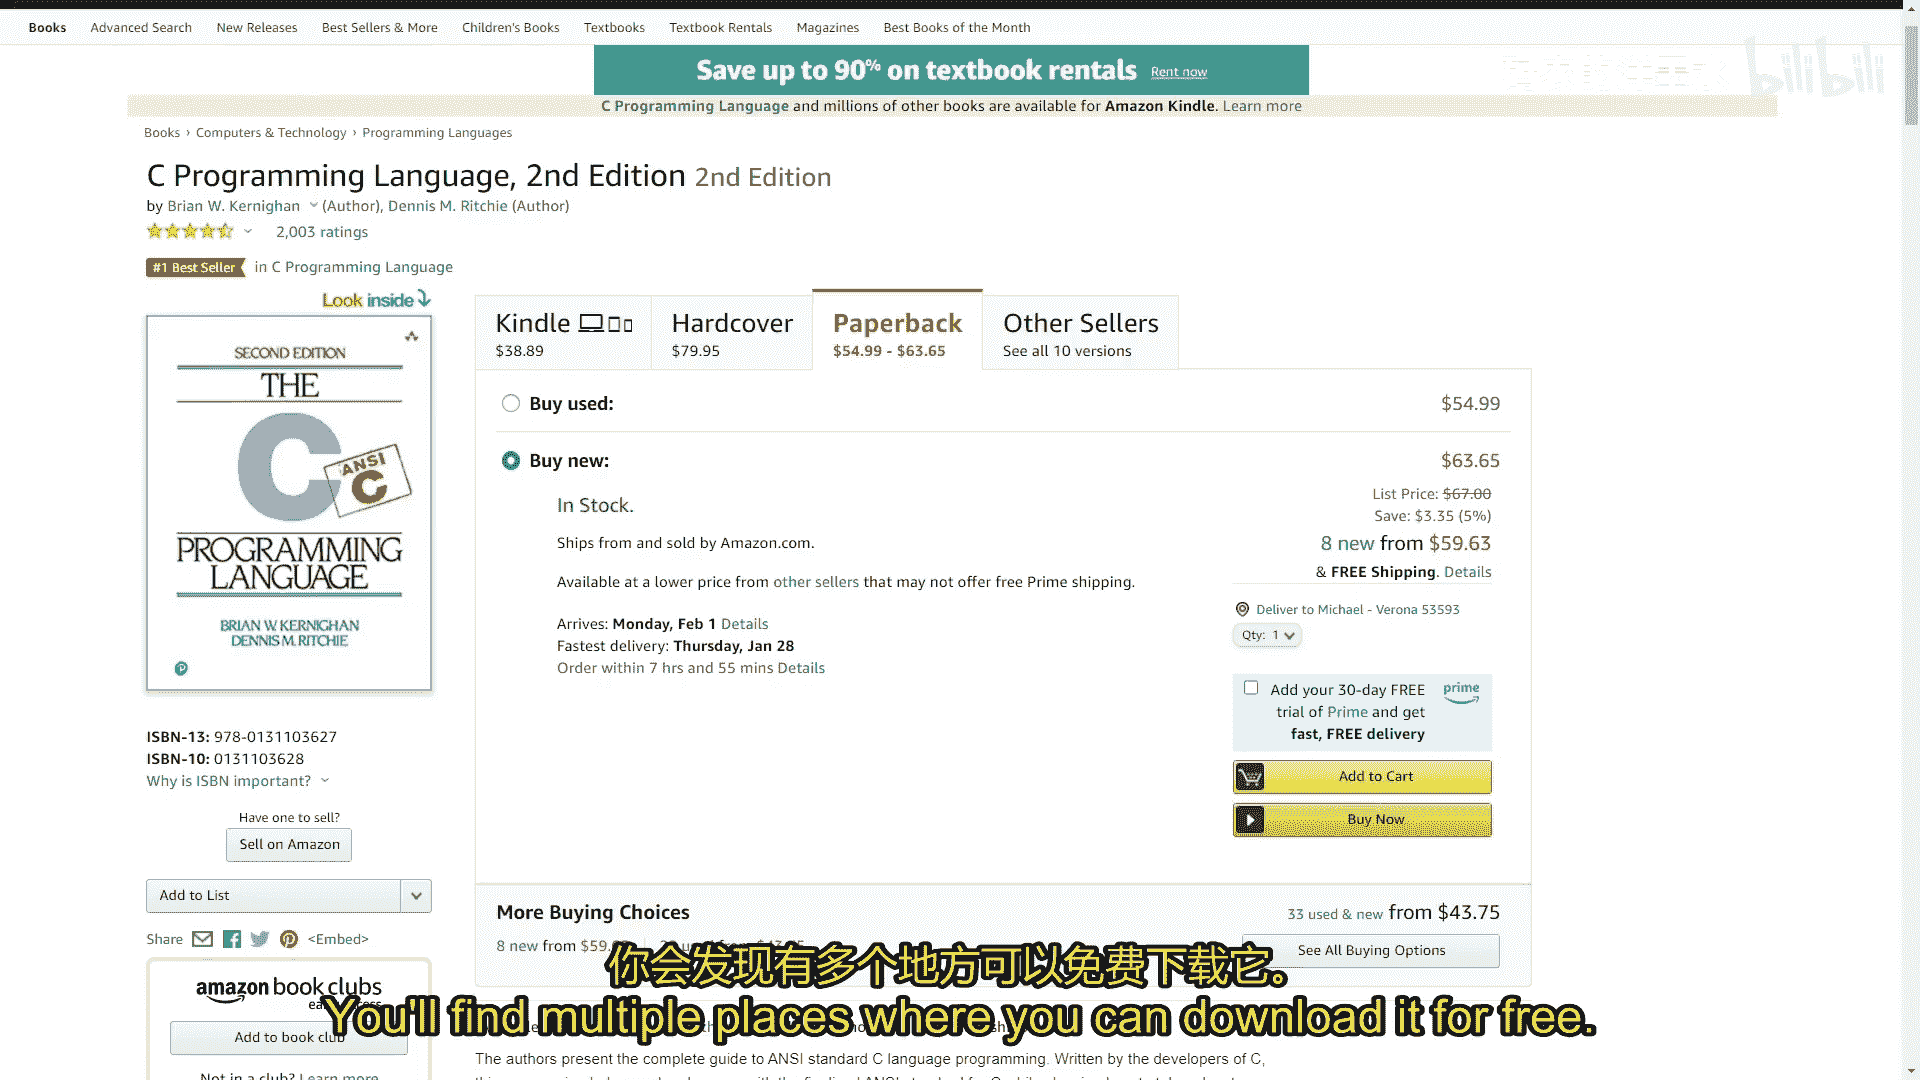 Books Advanced Search New Releases Best Sellers & More Children's Books Textbooks Textbook Rentals Magazines Best Books of the Month
Save up to 90% on textbook rentals Rent now
bilibili
C Programming Language and millions of other books are available for Amazon Kindle. Learn more
Books › Computers & Technology › Programming Languages
C Programming Language, 2nd Edition 2nd Edition
by Brian W. Kernighan (Author), Dennis M. Ritchie (Author)
2,003 ratings
#1 Best Seller in C Programming Language
Look inside
SECOND EDITION
THE
C
ANSI
C
PROGRAMMING
LANGUAGE
BRIAN W. KERNIGHAN
DENNIS M. RITCHIE
Kindle
$38.89
Hardcover
$79.95
Paperback
$54.99 - $63.65
Other Sellers
See all 10 versions
Buy used: $54.99
Buy new: $63.65
In Stock.
Ships from and sold by Amazon.com.
Available at a lower price from other sellers that may not offer free Prime shipping.
Arrives: Monday, Feb 1 Details
Fastest delivery: Thursday, Jan 28
Order within 7 hrs and 55 mins Details
List Price: $67.00
Save: $3.35 (5%)
8 new from $59.63
& FREE Shipping. Details
Deliver to Michael - Verona 53593
Qty: 1
Add your 30-day FREE
trial of Prime and get
fast, FREE delivery
prime
Add to Cart
Buy Now
ISBN-13: 978-0131103627
ISBN-10: 0131103628
Why is ISBN important?
Have one to sell?
Sell on Amazon
Add to List
Share <Embed>
amazon book clubs
Add to book club
Not in a club? Learn more
More Buying Choices
33 used & new from $43.75
8 new from
See All Buying Options
你会发现有多个地方可以免费下载它。
You'll find multiple places where you can download it for free.
The authors present the complete guide to ANSI standard C language programming. Written by the developers of C,